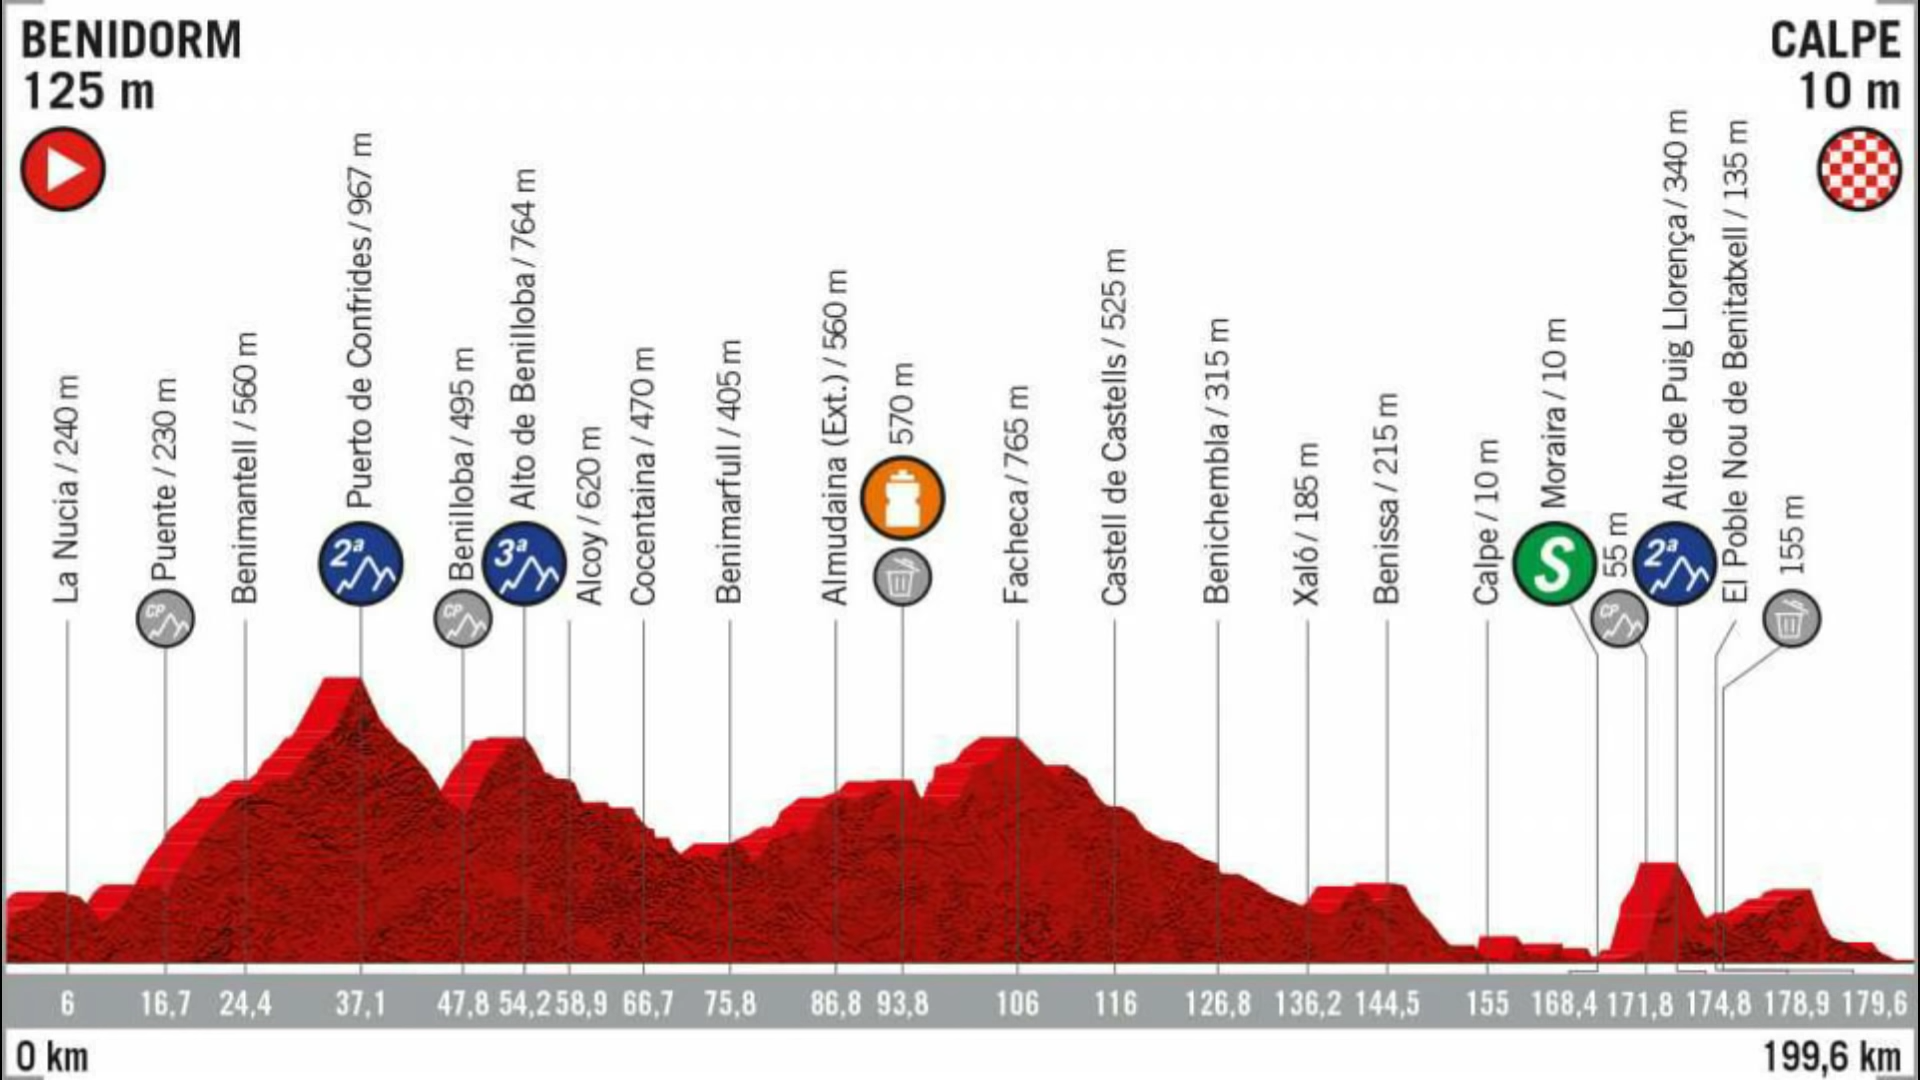 BENIDORM
125 m
CALPE
10 m
La Nucia / 240 m
Puente / 230 m
CP
Benimantell / 560 m
Puerto de Confrides / 967 m
2ª
Benilloba / 495 m
CP
Alto de Benilloba / 764 m
3ª
Alcoy / 620 m
Cocentaina / 470 m
Benimarfull / 405 m
Almudaina (Ext.) / 560 m
570 m
Facheca / 765 m
Castell de Castells / 525 m
Benichembla / 315 m
Xaló / 185 m
Benissa / 215 m
Calpe / 10 m
Moraira / 10 m
S
55 m
CP
Alto de Puig Llorença / 340 m
2ª
El Poble Nou de Benitatxell / 135 m
155 m
6 16,7 24,4 37,1 47,8 54,2 58,9 66,7 75,8 86,8 93,8 106 116 126,8 136,2 144,5 155 168,4 171,8 174,8 178,9 179,6
0 km
199,6 km